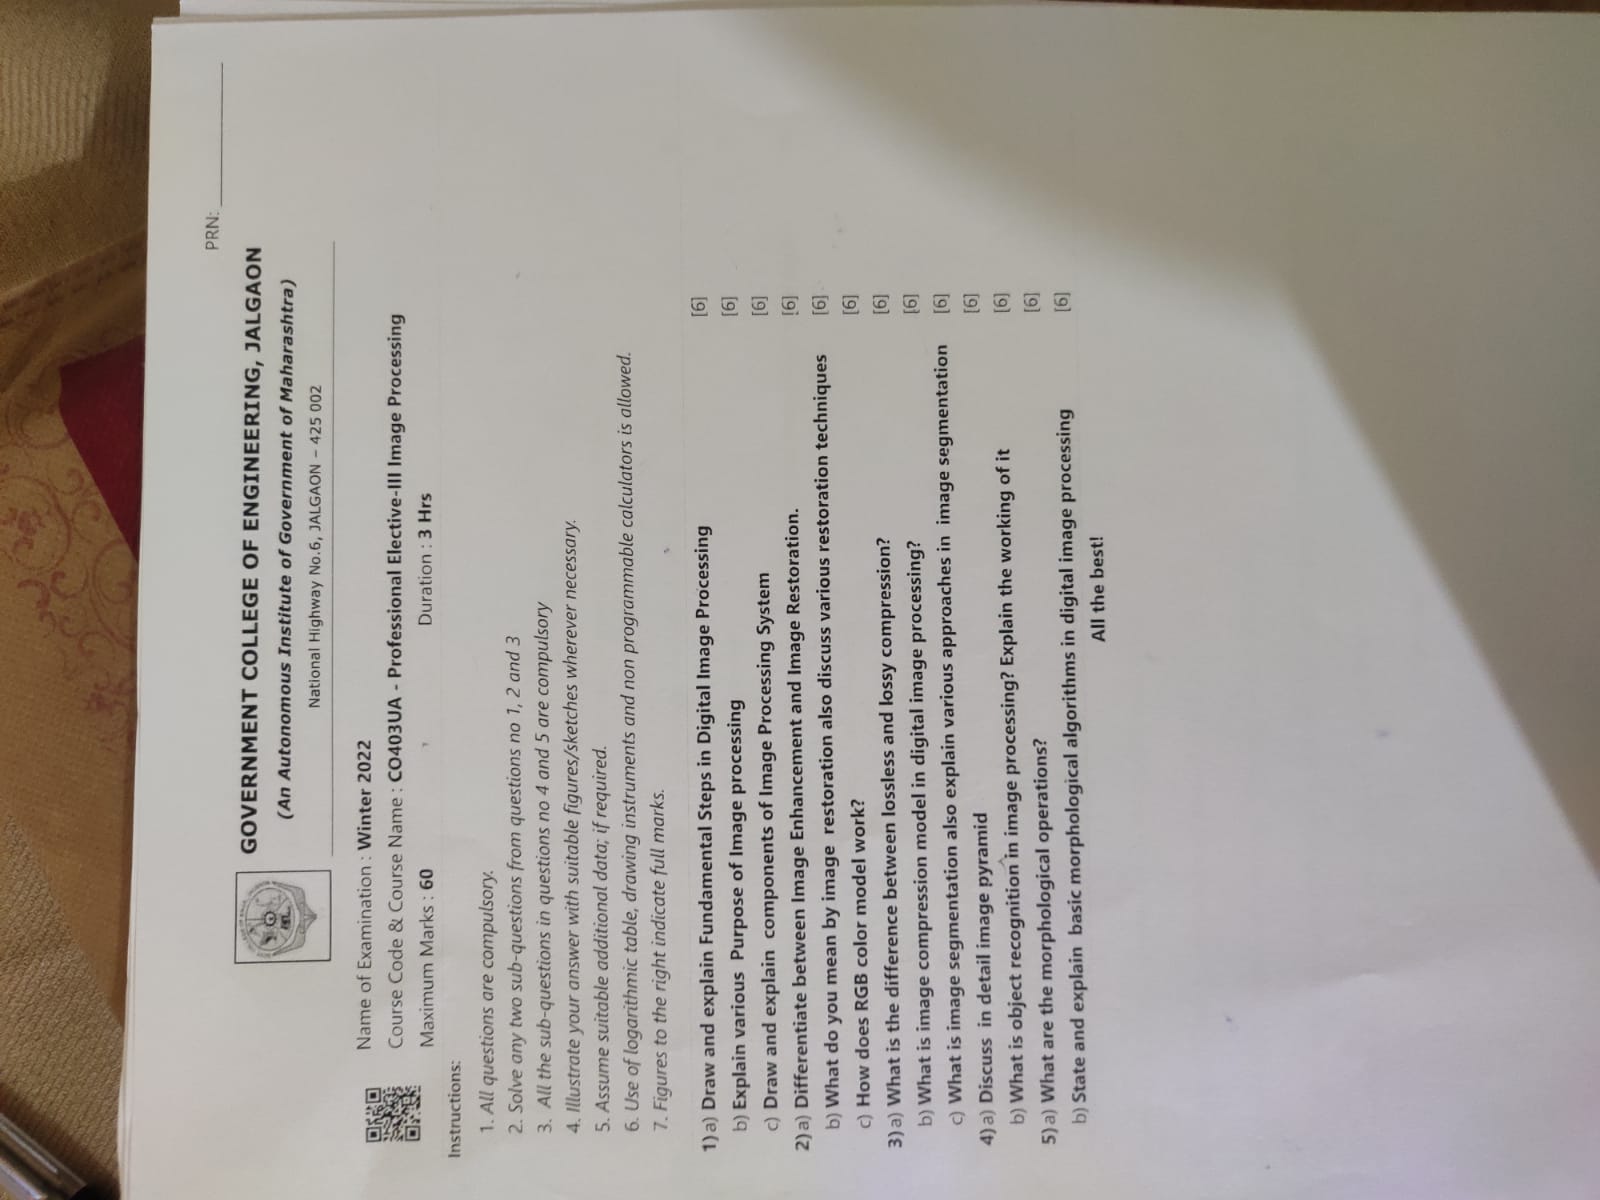 PRN:
GOVERNMENT COLLEGE OF ENGINEERING, JALGAON
(An Autonomous Institute of Government of Maharashtra)
National Highway No.6, JALGAON – 425 002
Name of Examination : Winter 2022
Course Code & Course Name : CO403UA - Professional Elective-III Image Processing
Maximum Marks : 60 Duration : 3 Hrs
Instructions:
1. All questions are compulsory.
2. Solve any two sub-questions from questions no 1, 2 and 3
3. All the sub-questions in questions no 4 and 5 are compulsory
4. Illustrate your answer with suitable figures/sketches wherever necessary.
5. Assume suitable additional data; if required.
6. Use of logarithmic table, drawing instruments and non programmable calculators is allowed.
7. Figures to the right indicate full marks.
1) a) Draw and explain Fundamental Steps in Digital Image Processing [6]
b) Explain various Purpose of Image processing [6]
c) Draw and explain components of Image Processing System [6]
2) a) Differentiate between Image Enhancement and Image Restoration. [6]
b) What do you mean by image restoration also discuss various restoration techniques [6]
c) How does RGB color model work? [6]
3) a) What is the difference between lossless and lossy compression? [6]
b) What is image compression model in digital image processing? [6]
c) What is image segmentation also explain various approaches in image segmentation [6]
4) a) Discuss in detail image pyramid [6]
b) What is object recognition in image processing? Explain the working of it [6]
5) a) What are the morphological operations? [6]
b) State and explain basic morphological algorithms in digital image processing [6]
All the best!